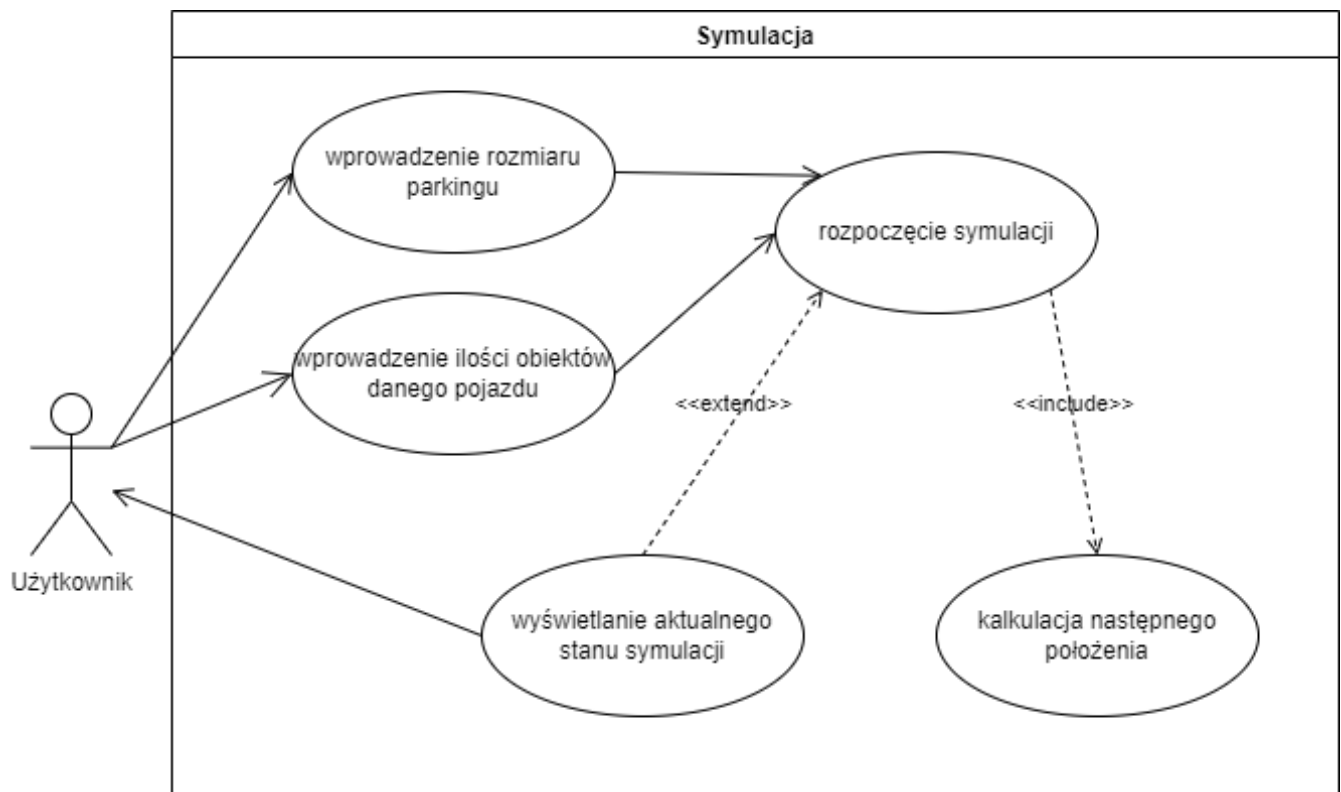 Symulacja
wprowadzenie rozmiaru
parkingu
rozpoczęcie symulacji
wprowadzenie ilości obiektów
danego pojazdu
<<extend>>
<<include>>
Użytkownik
wyświetlanie aktualnego
stanu symulacji
kalkulacja następnego
położenia